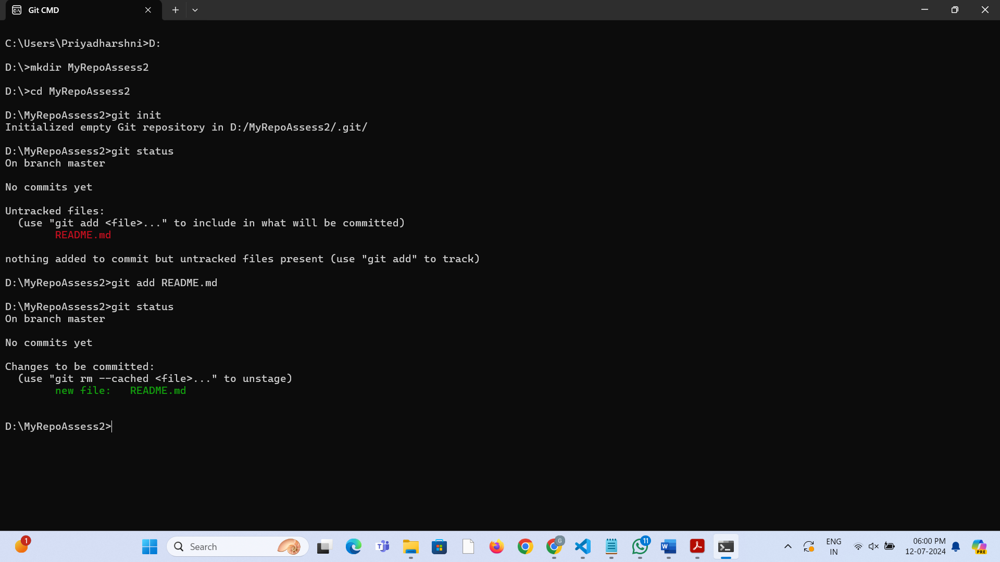 Git CMD
C:\Users\Priyadharshni>D:
D:\>mkdir MyRepoAssess2
D:\>cd MyRepoAssess2
D:\MyRepoAssess2>git init
Initialized empty Git repository in D:/MyRepoAssess2/.git/
D:\MyRepoAssess2>git status
On branch master
No commits yet
Untracked files:
  (use "git add <file>..." to include in what will be committed)
        README.md
nothing added to commit but untracked files present (use "git add" to track)
D:\MyRepoAssess2>git add README.md
D:\MyRepoAssess2>git status
On branch master
No commits yet
Changes to be committed:
  (use "git rm --cached <file>..." to unstage)
        new file:   README.md
D:\MyRepoAssess2>
1
Search
G
11
ENG
IN
06:00 PM
12-07-2024
PRE